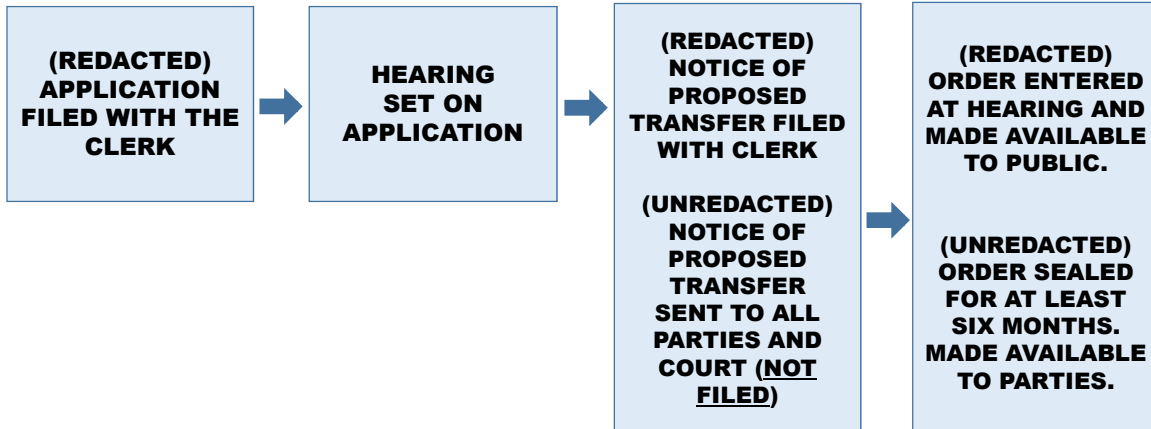 (REDACTED)
APPLICATION
FILED WITH THE
CLERK
HEARING
SET ON
APPLICATION
(REDACTED)
NOTICE OF
PROPOSED
TRANSFER FILED
WITH CLERK
(UNREDACTED)
NOTICE OF
PROPOSED
TRANSFER
SENT TO ALL
PARTIES AND
COURT (NOT
FILED)
(REDACTED)
ORDER ENTERED
AT HEARING AND
MADE AVAILABLE
TO PUBLIC.
(UNREDACTED)
ORDER SEALED
FOR AT LEAST
SIX MONTHS.
MADE AVAILABLE
TO PARTIES.